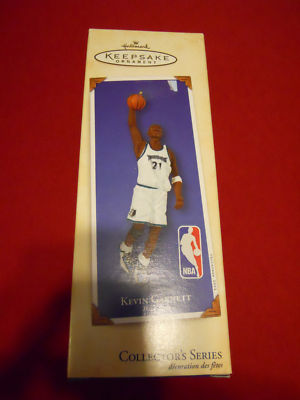 Hallmark
KEEPSAKE
ORNAMENT
21
NBA
KEVIN GARNETT
COLLECTOR'S SERIES
décoration des fêtes